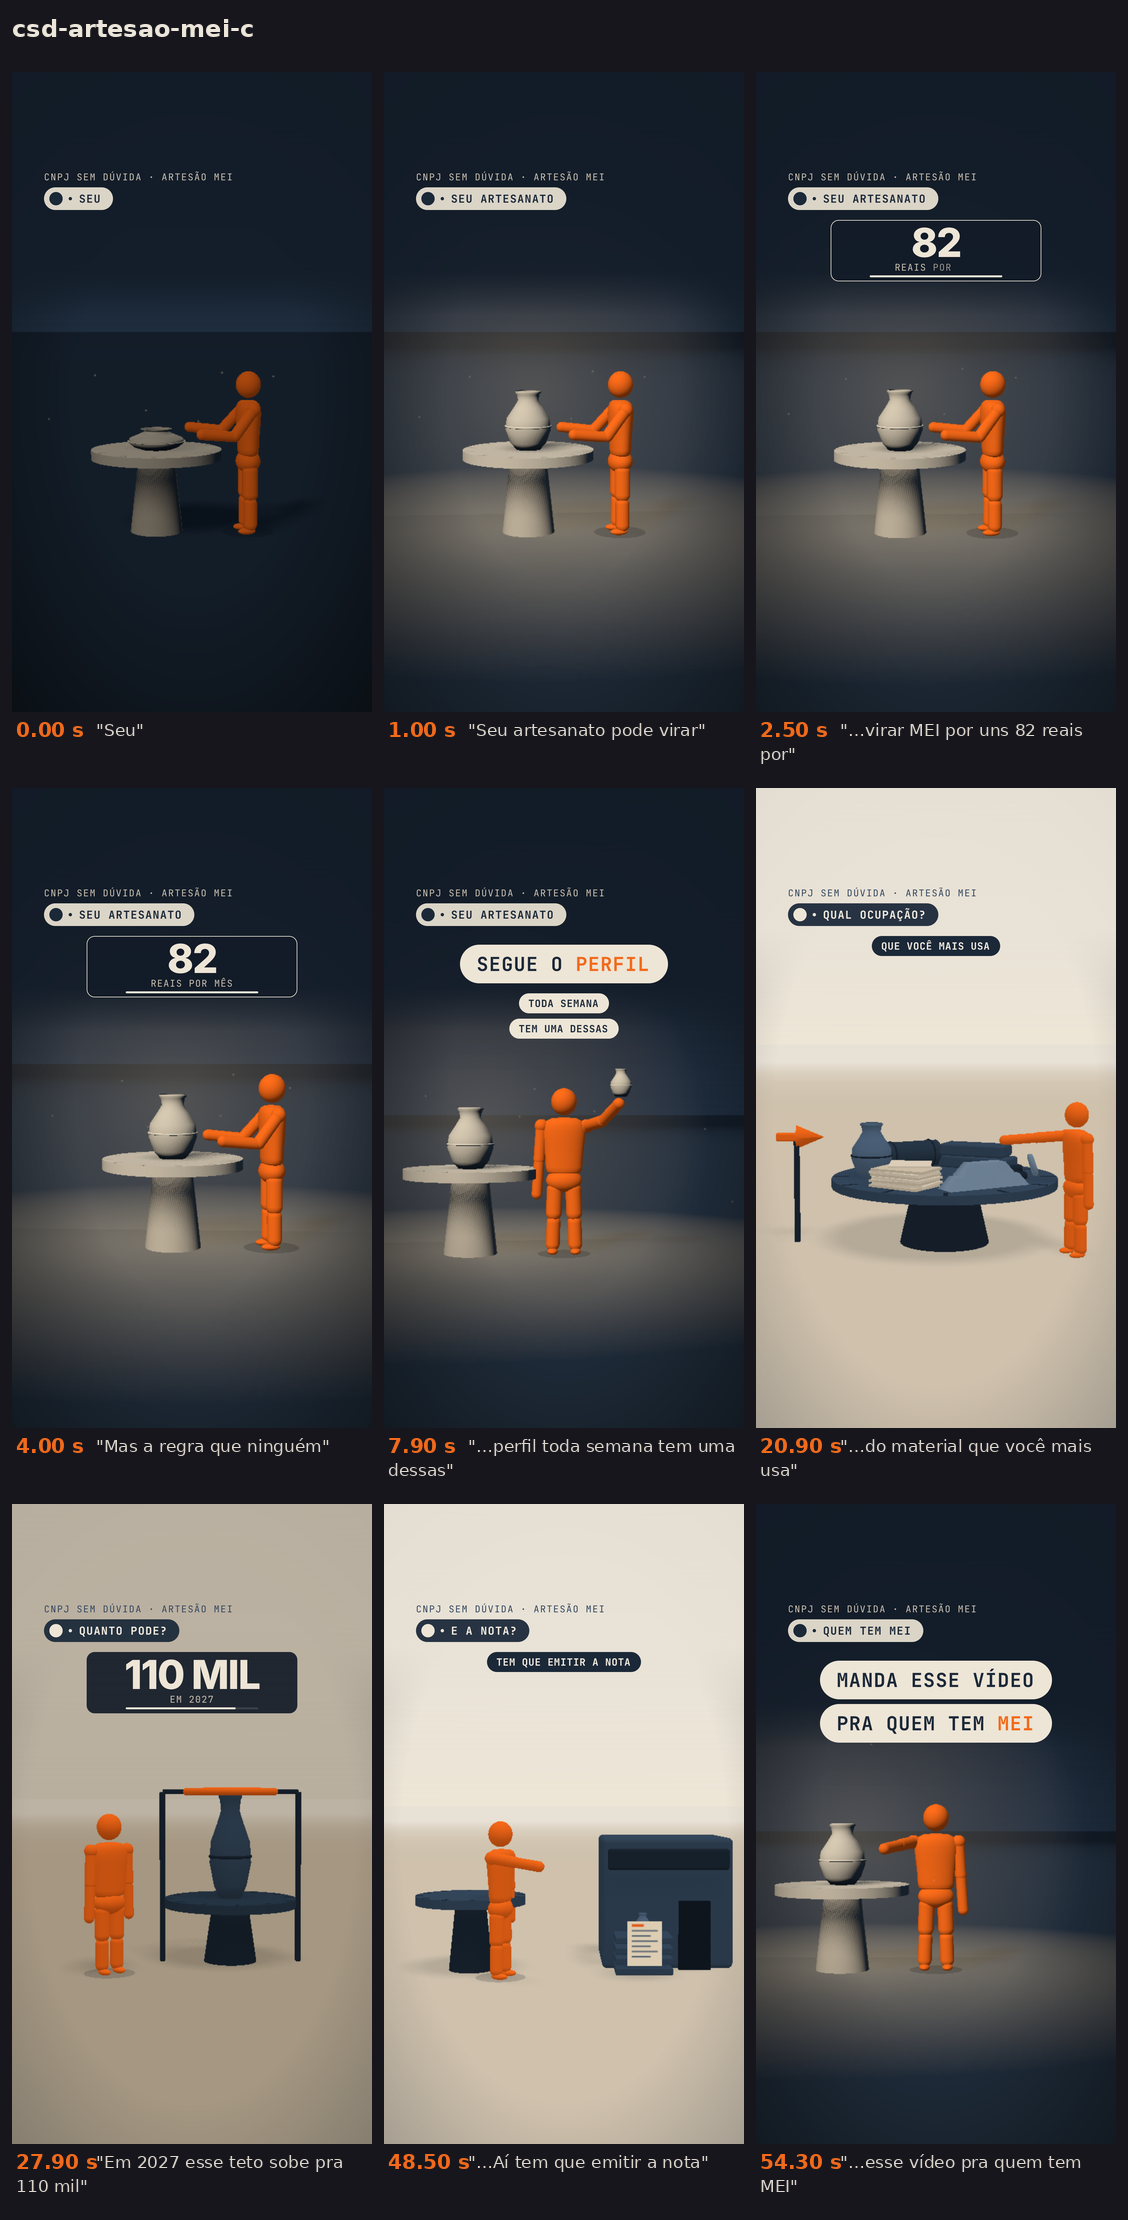 csd-artesao-mei-c
CNPJ SEM DÚVIDA · ARTESÃO MEI
• SEU
0.00 s "Seu"
CNPJ SEM DÚVIDA · ARTESÃO MEI
• SEU ARTESANATO
1.00 s "Seu artesanato pode virar"
CNPJ SEM DÚVIDA · ARTESÃO MEI
• SEU ARTESANATO
82
REAIS POR
2.50 s "...virar MEI por uns 82 reais
por"
CNPJ SEM DÚVIDA · ARTESÃO MEI
• SEU ARTESANATO
82
REAIS POR MÊS
4.00 s "Mas a regra que ninguém"
CNPJ SEM DÚVIDA · ARTESÃO MEI
• SEU ARTESANATO
SEGUE O PERFIL
TODA SEMANA
TEM UMA DESSAS
7.90 s "...perfil toda semana tem uma
dessas"
CNPJ SEM DÚVIDA · ARTESÃO MEI
• QUAL OCUPAÇÃO?
QUE VOCÊ MAIS USA
20.90 s "...do material que você mais
usa"
CNPJ SEM DÚVIDA · ARTESÃO MEI
• QUANTO PODE?
110 MIL
EM 2027
27.90 s "Em 2027 esse teto sobe pra
110 mil"
CNPJ SEM DÚVIDA · ARTESÃO MEI
• E A NOTA?
TEM QUE EMITIR A NOTA
48.50 s "...Aí tem que emitir a nota"
CNPJ SEM DÚVIDA · ARTESÃO MEI
• QUEM TEM MEI
MANDA ESSE VÍDEO
PRA QUEM TEM MEI
54.30 s "...esse vídeo pra quem tem
MEI"